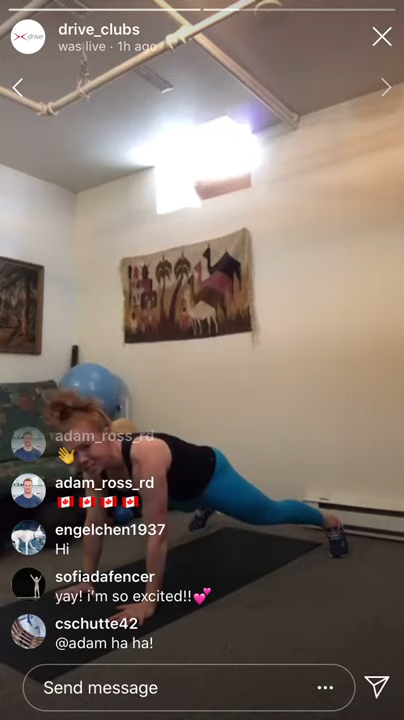 drive
drive_clubs
was live · 1h ago
adam_ross_rd
👋
adam_ross_rd
🇨🇦 🇨🇦 🇨🇦 🇨🇦
engelchen1937
Hi
sofiadafencer
yay! i'm so excited!!💕
cschutte42
@adam ha ha!
Send message